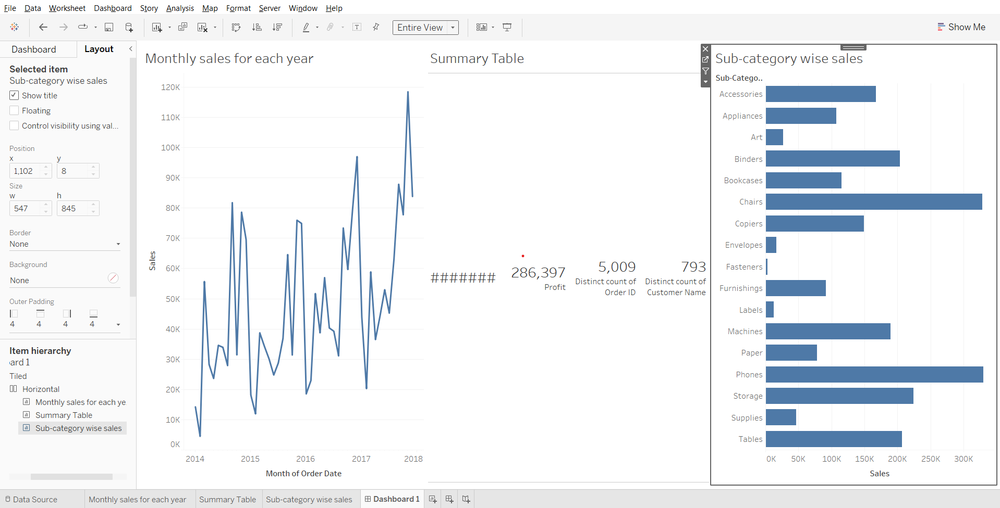 File Data Worksheet Dashboard Story Analysis Map Format Server Window Help
Entire View
Show Me
Dashboard
Layout
Selected item
Sub-category wise sales
Show title
Floating
Control visibility using val...
Position
x y
1,102 8
Size
w h
547 845
Border
None
Background
None
Outer Padding
4 4 4 4
Item hierarchy
ard 1
Tiled
Horizontal
Monthly sales for each ye
Summary Table
Sub-category wise sales
Monthly sales for each year
120K
110K
100K
90K
80K
70K
60K
50K
40K
30K
20K
10K
0K
Sales
2014 2015 2016 2017 2018
Month of Order Date
Summary Table
#######
286,397
Profit
5,009
Distinct count of
Order ID
793
Distinct count of
Customer Name
Sub-category wise sales
Sub-Catego..
Accessories
Appliances
Art
Binders
Bookcases
Chairs
Copiers
Envelopes
Fasteners
Furnishings
Labels
Machines
Paper
Phones
Storage
Supplies
Tables
0K 50K 100K 150K 200K 250K 300K
Sales
Data Source
Monthly sales for each year
Summary Table
Sub-category wise sales
Dashboard 1